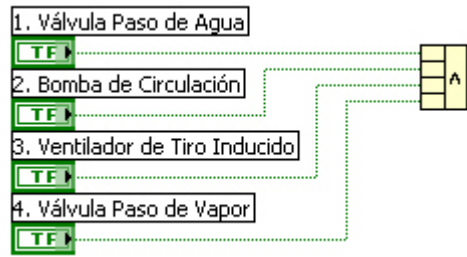 1. Válvula Paso de Agua
TF
2. Bomba de Circulación
TF
3. Ventilador de Tiro Inducido
TF
4. Válvula Paso de Vapor
TF